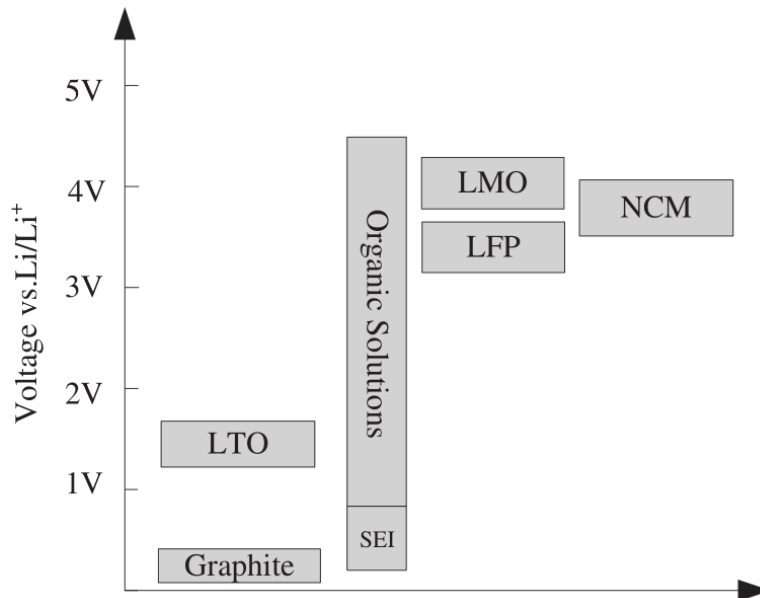 Voltage vs.Li/Li⁺
5V
4V
3V
2V
1V
LTO
Graphite
Organic Solutions
SEI
LMO
LFP
NCM